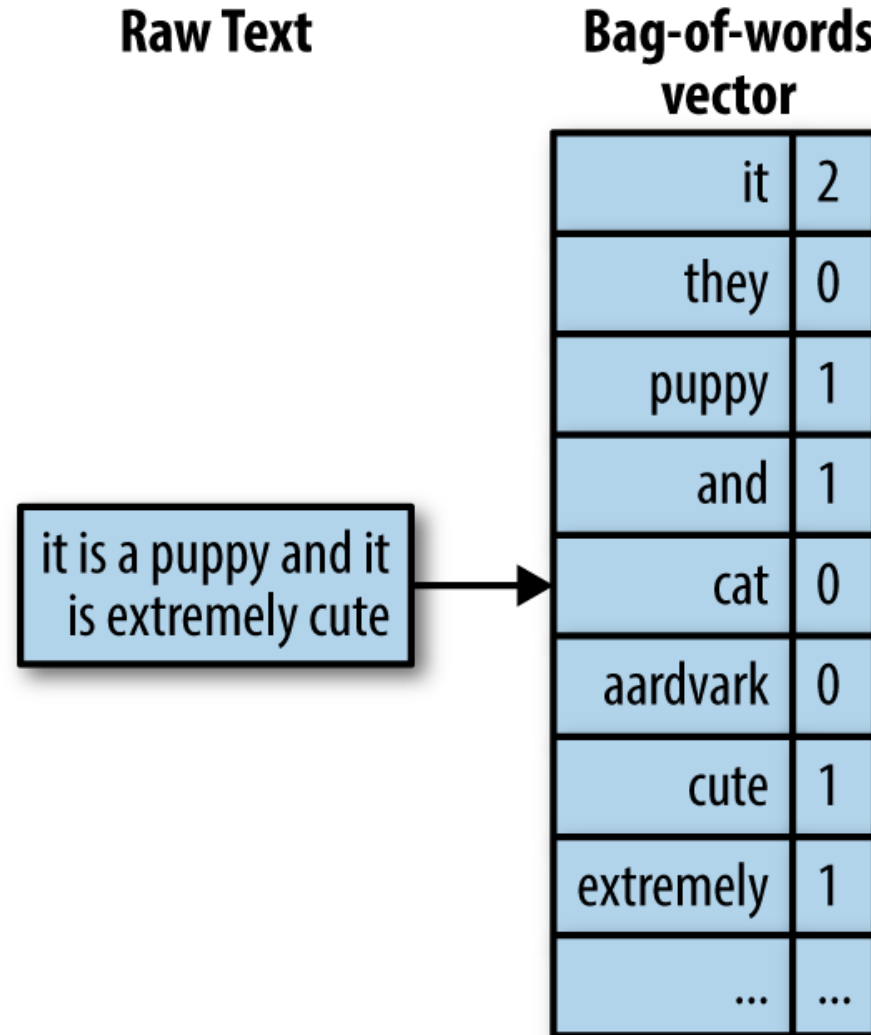 Raw Text
Bag-of-words
vector
it is a puppy and it
is extremely cute
it 2
they 0
puppy 1
and 1
cat 0
aardvark 0
cute 1
extremely 1
... ...